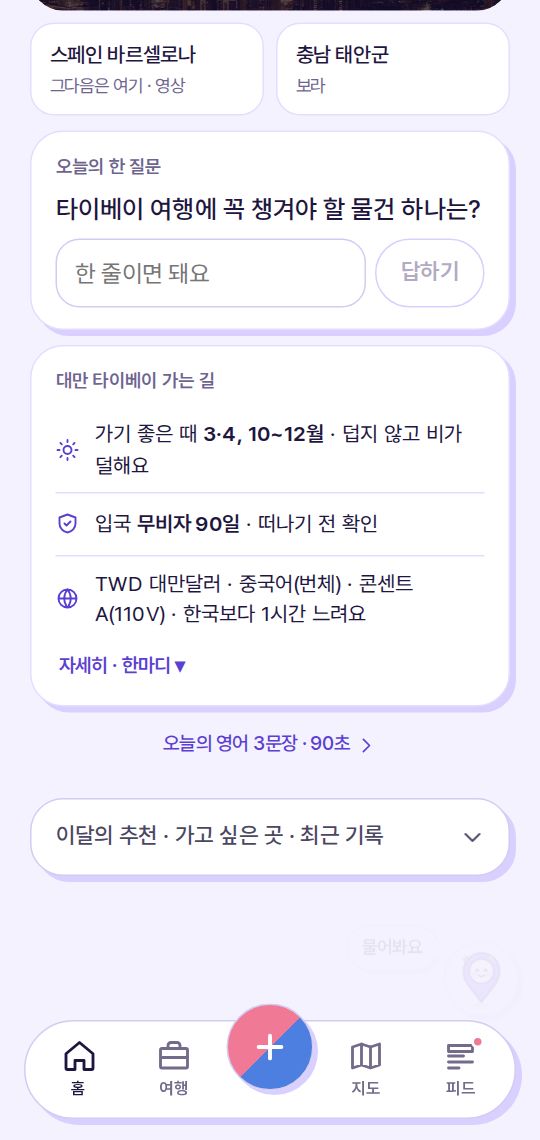 스페인 바르셀로나
그다음은 여기 · 영상
충남 태안군
보라
오늘의 한 질문
타이베이 여행에 꼭 챙겨야 할 물건 하나는?
한 줄이면 돼요
답하기
대만 타이베이 가는 길
가기 좋은 때 3·4, 10~12월 · 덥지 않고 비가
덜해요
입국 무비자 90일 · 떠나기 전 확인
TWD 대만달러 · 중국어(번체) · 콘센트
A(110V) · 한국보다 1시간 느려요
자세히 · 한마디 ▾
오늘의 영어 3문장 · 90초
이달의 추천 · 가고 싶은 곳 · 최근 기록
물어봐요
홈
여행
지도
피드